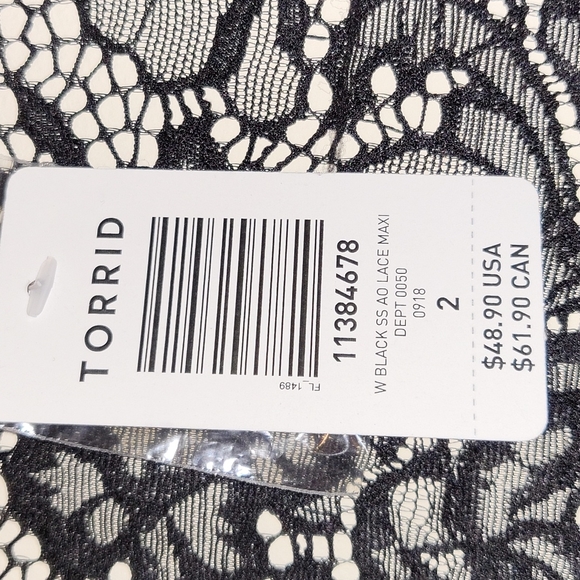 TORRID
FL_1489
11384678
W BLACK SS AO LACE MAXI
DEPT 0050
0918
2
$48.90 USA
$61.90 CAN